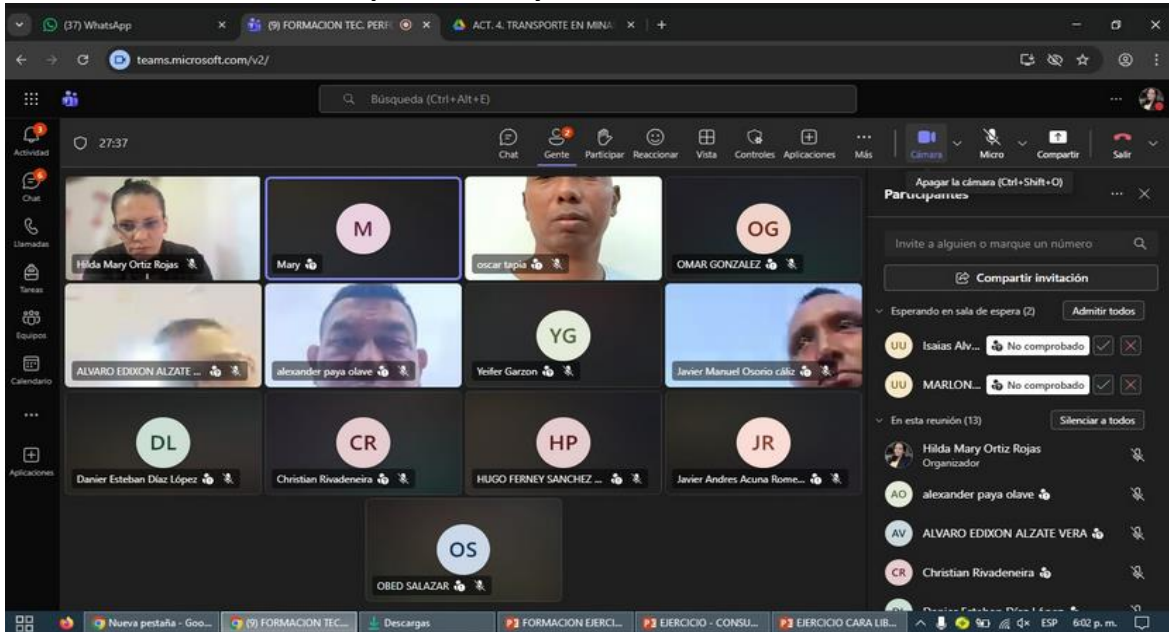 (37) WhatsApp
(9) FORMACION TEC. PERF
ACT. 4. TRANSPORTE EN MINA
teams.microsoft.com/v2/
Búsqueda (Ctrl+Alt+E)
27:37
Chat
Gente
Participar
Reaccionar
Vista
Controles
Aplicaciones
Más
Cámara
Micro
Compartir
Salir
Apagar la cámara (Ctrl+Shift+O)
Actividad
Chat
Llamadas
Tareas
Equipos
Calendario
Aplicaciones
Hilda Mary Ortiz Rojas
M
Mary
oscar tapia
OG
OMAR GONZALEZ
ALVARO EDIXON ALZATE ...
alexander paya olave
YG
Yeifer Garzon
Javier Manuel Osorio cáliz
DL
Danier Esteban Díaz López
CR
Christian Rivadeneira
HP
HUGO FERNEY SANCHEZ ...
JR
Javier Andres Acuna Rome...
OS
OBED SALAZAR
Participantes
Invite a alguien o marque un número
Compartir invitación
Esperando en sala de espera (2)
Admitir todos
UU
Isaias Alv...
No comprobado
UU
MARLON...
No comprobado
En esta reunión (13)
Silenciar a todos
Hilda Mary Ortiz Rojas
Organizador
AO
alexander paya olave
AV
ALVARO EDIXON ALZATE VERA
CR
Christian Rivadeneira
Nueva pestaña - Goo...
(9) FORMACION TEC...
Descargas
FORMACION EJERCI...
EJERCICIO - CONSU...
EJERCICIO CARA LIB...
ESP
6:02 p. m.